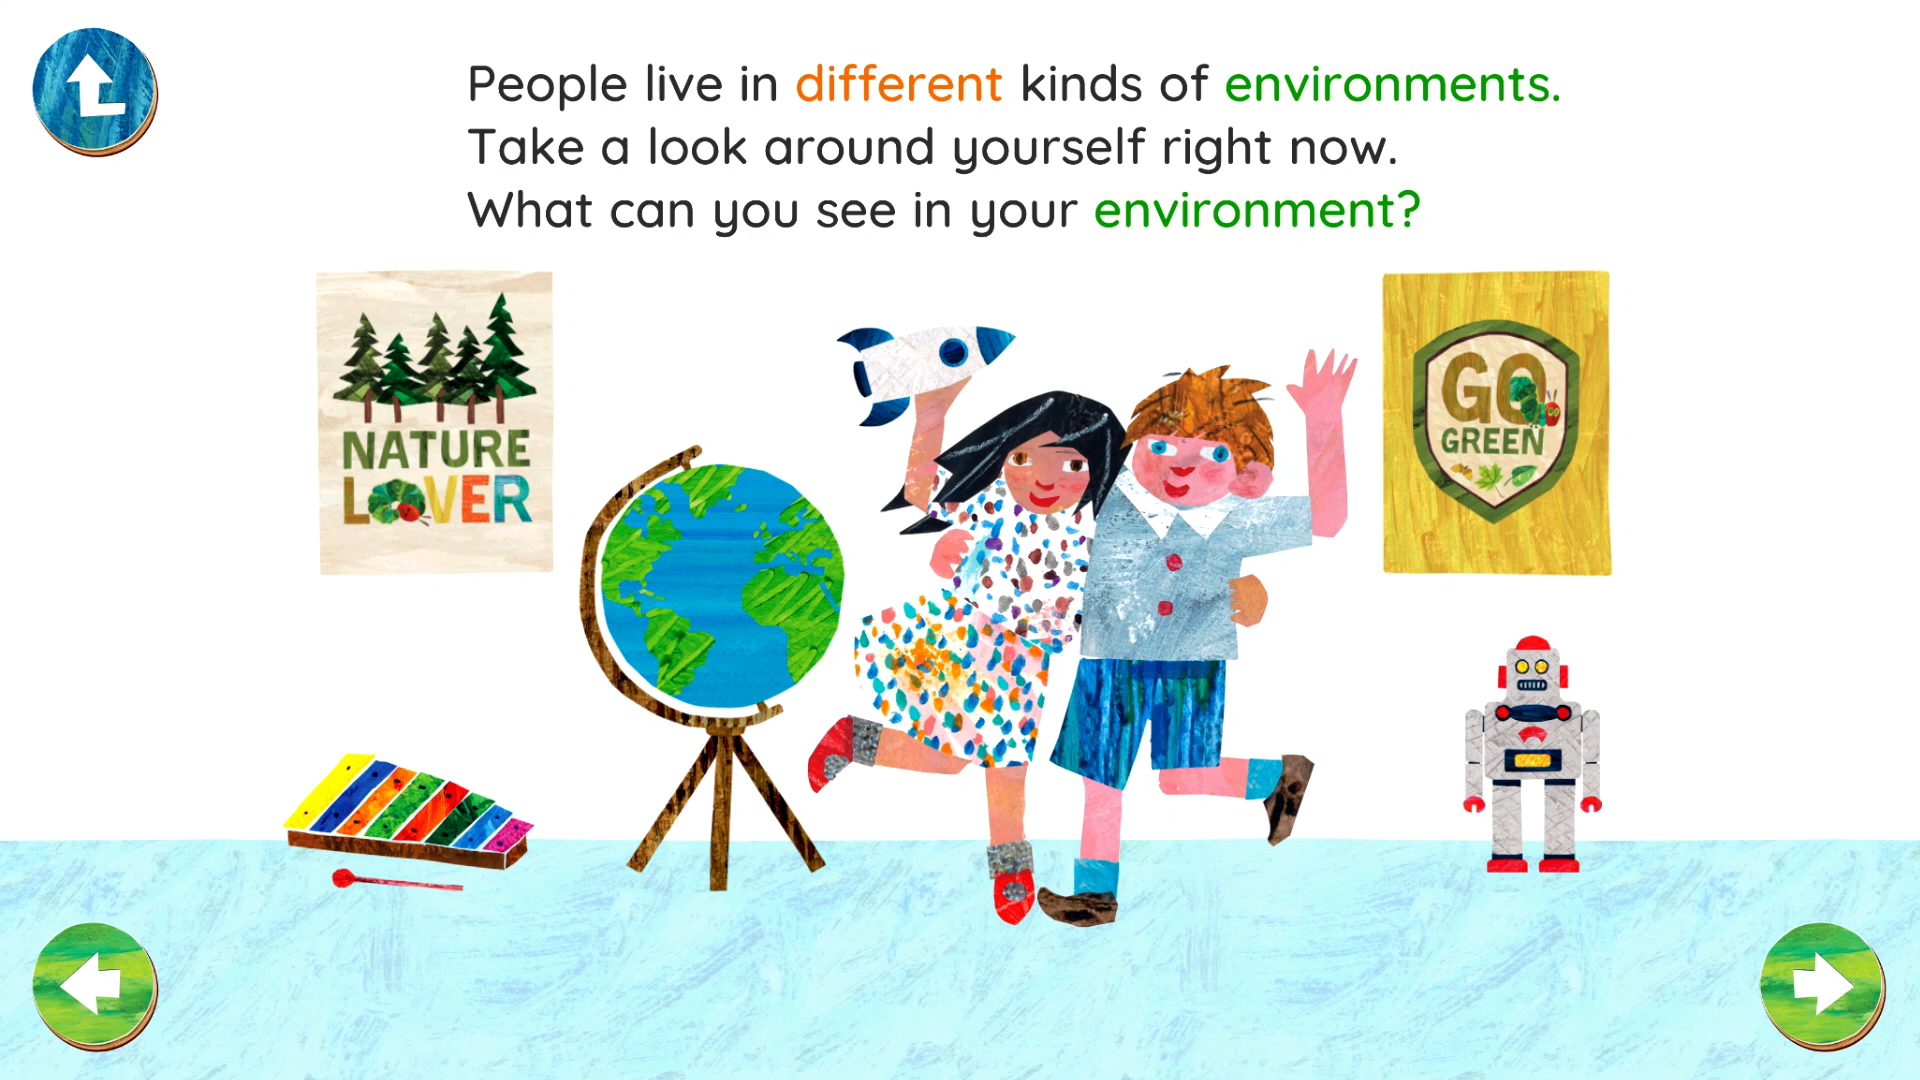 People live in different kinds of environments.
Take a look around yourself right now.
What can you see in your environment?
NATURE
LOVER
GO
GREEN